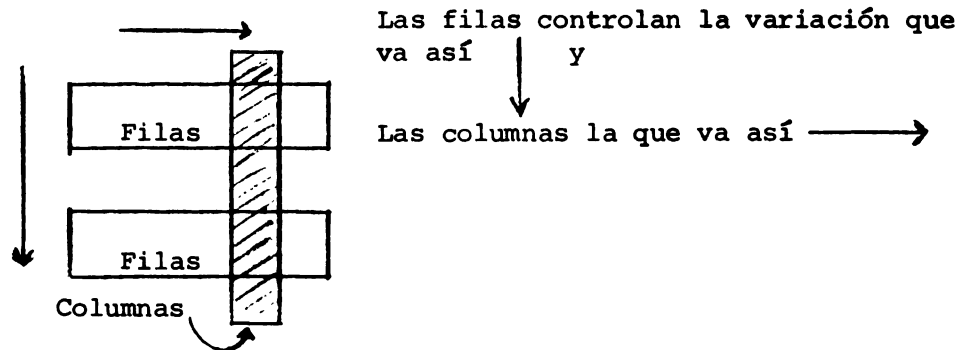 Las filas controlan la variación que
va así y
Las columnas la que va así
Filas
Filas
Columnas